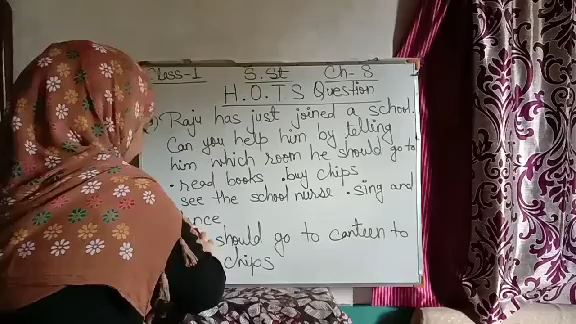 Class-1 S.St Ch-8
H.O.T S Question
Raju has just joined a school.
Can you help him by telling
him which room he should go to
• read books • buy chips
see the school nurse • sing and
should go to canteen to
chips